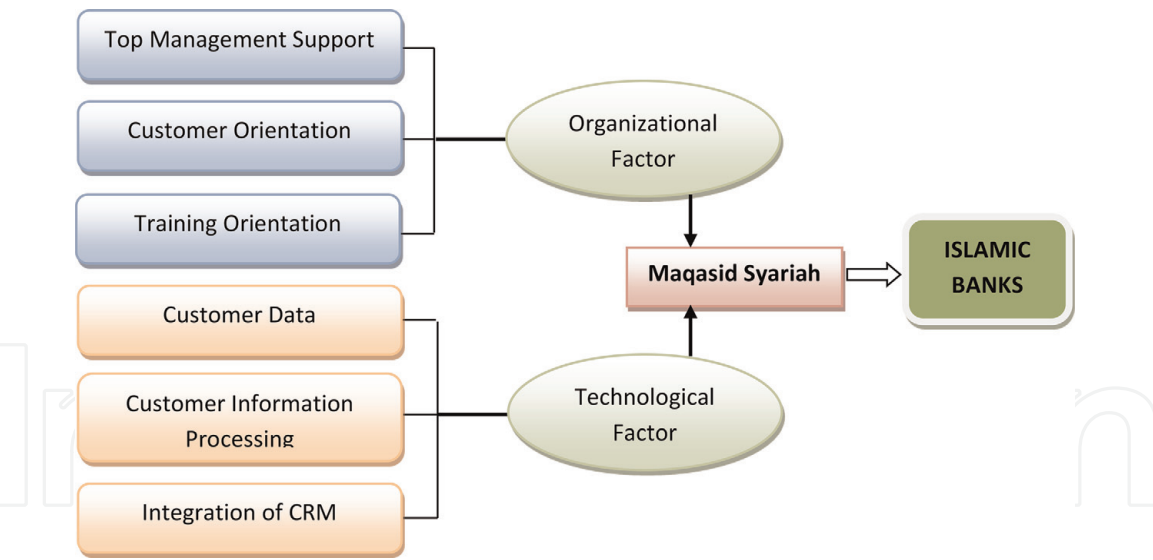 Top Management Support
Customer Orientation
Training Orientation
Customer Data
Customer Information
Processing
Integration of CRM
Organizational
Factor
Technological
Factor
Maqasid Syariah
ISLAMIC
BANKS